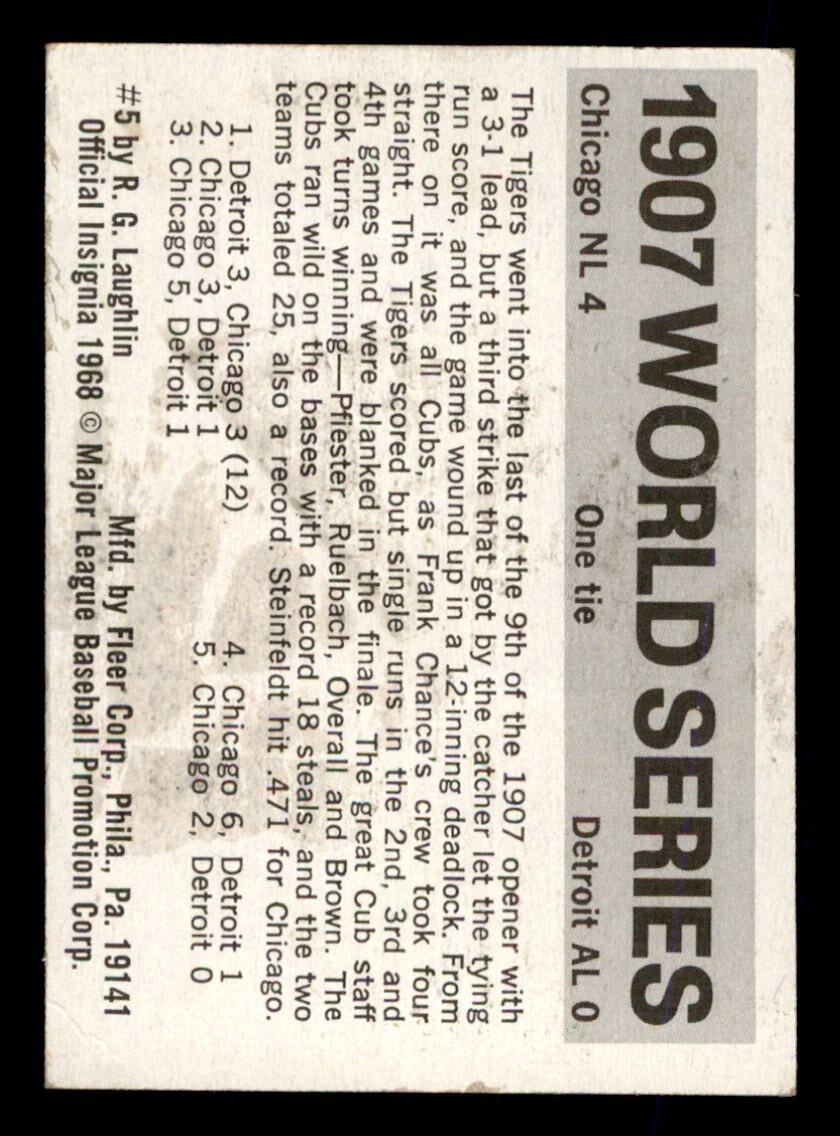 1907 WORLD SERIES
Chicago NL 4 One tie Detroit AL 0
The Tigers went into the last of the 9th of the 1907 opener with
a 3-1 lead, but a third strike that got by the catcher let the tying
run score, and the game wound up in a 12-inning deadlock. From
there on it was all Cubs, as Frank Chance's crew took four
straight. The Tigers scored but single runs in the 2nd, 3rd and
4th games and were blanked in the finale. The great Cub staff
took turns winning—Pfiester, Ruelbach, Overall and Brown. The
Cubs ran wild on the bases with a record 18 steals, and the two
teams totaled 25, also a record. Steinfeldt hit .471 for Chicago.
1. Detroit 3, Chicago 3 (12) 4. Chicago 6, Detroit 1
2. Chicago 3, Detroit 1 5. Chicago 2, Detroit 0
3. Chicago 5, Detroit 1
#5 by R. G. Laughlin Mfd. by Fleer Corp., Phila., Pa. 19141
Official Insignia 1968 © Major League Baseball Promotion Corp.